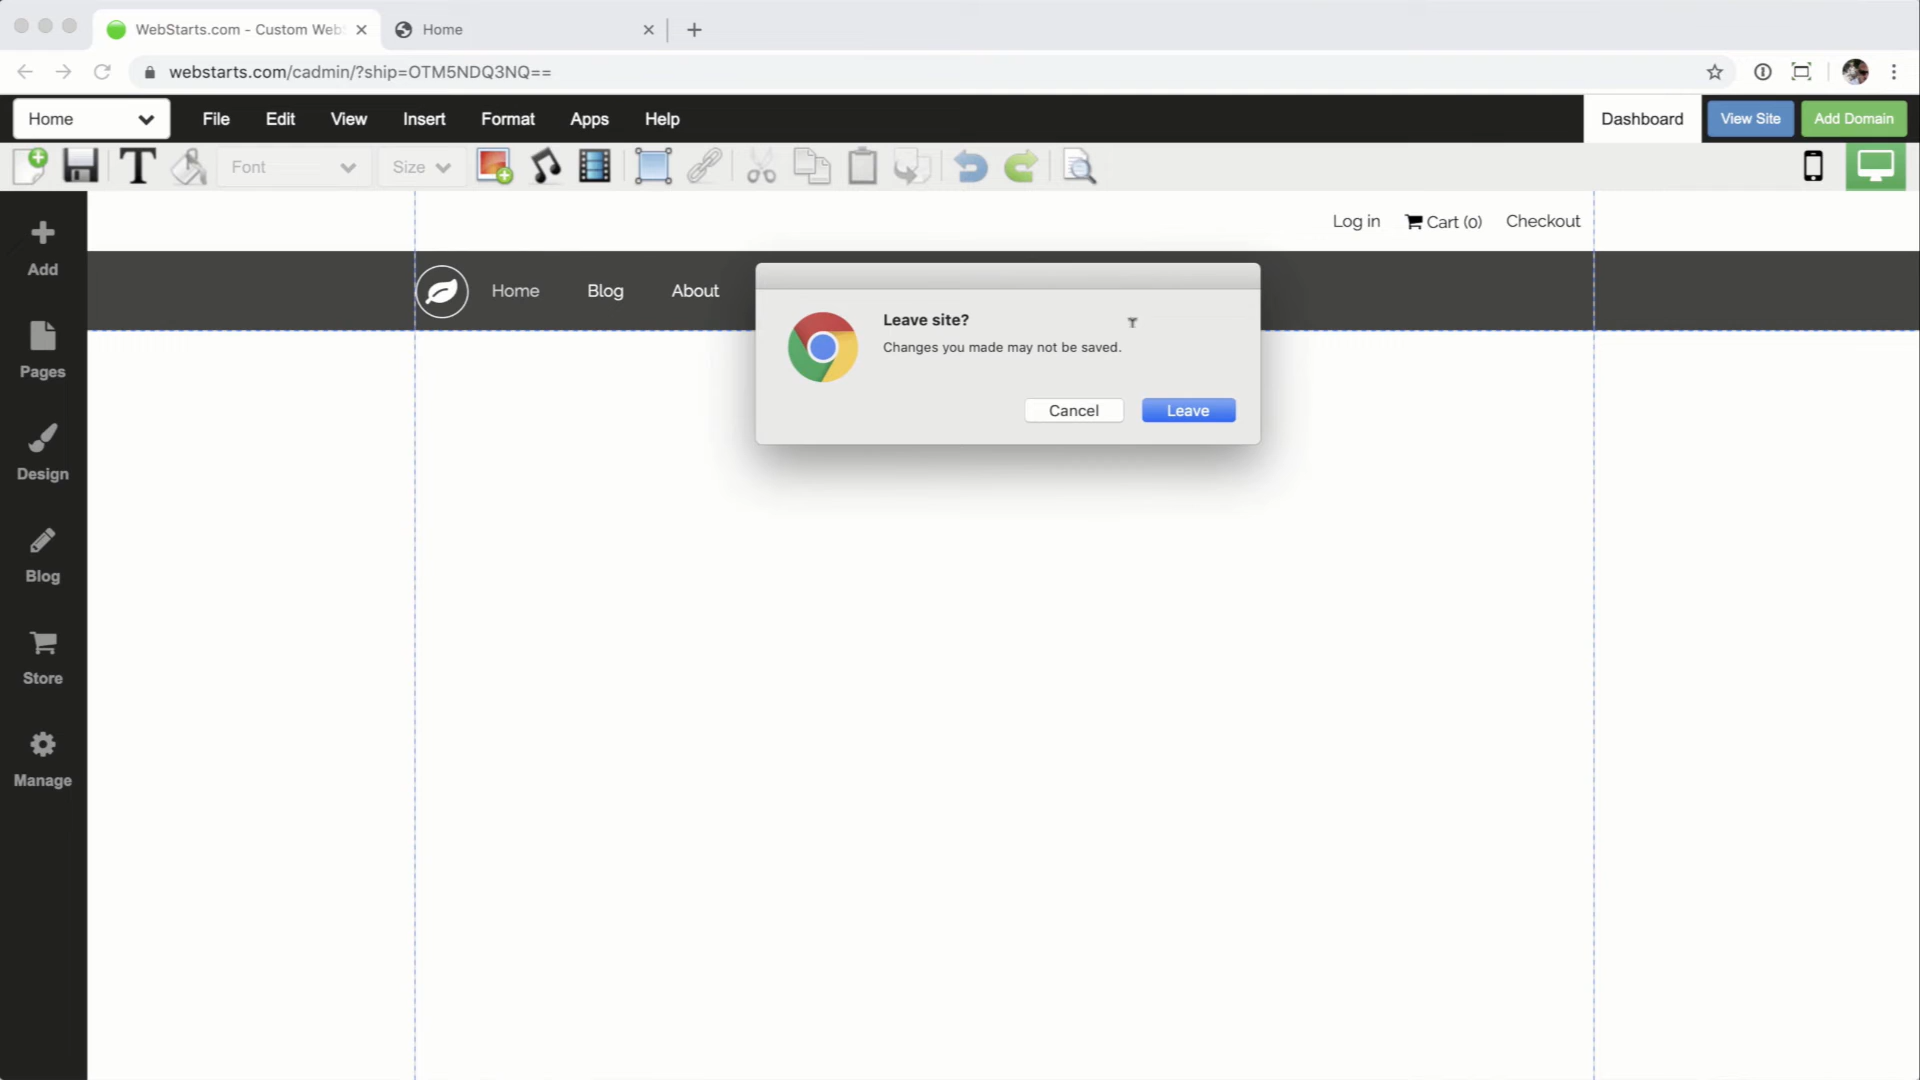 WebStarts.com - Custom Web
Home
webstarts.com/cadmin/?ship=OTM5NDQ3NQ==
Home
File
Edit
View
Insert
Format
Apps
Help
Dashboard
View Site
Add Domain
T
Font
Size
Log in
Cart (0)
Checkout
Add
Pages
Design
Blog
Store
Manage
Home
Blog
About
Leave site?
Changes you made may not be saved.
Cancel
Leave